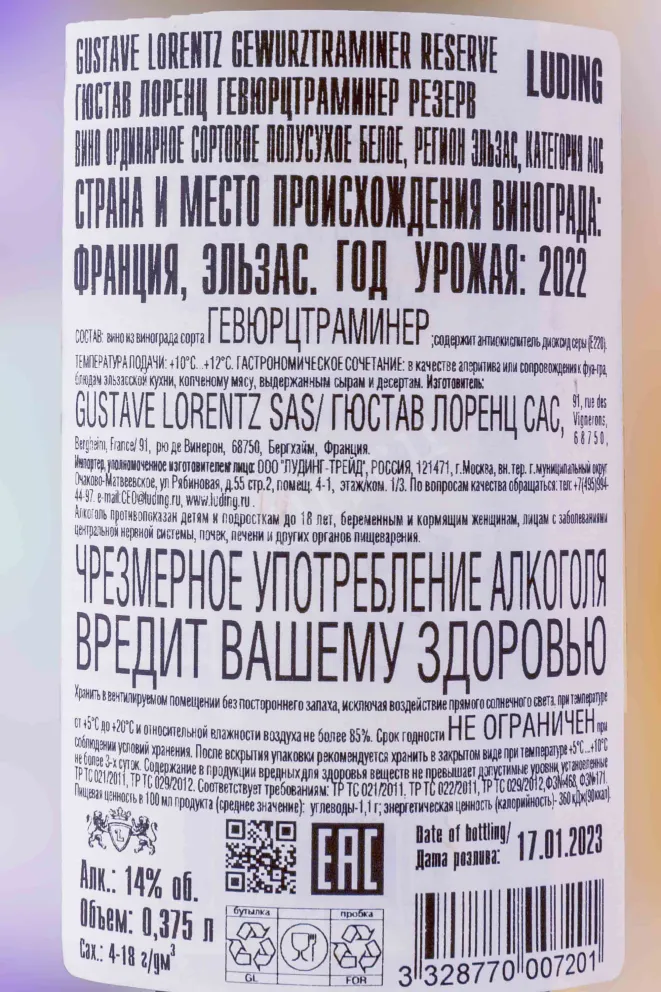 GUSTAVE LORENTZ GEWURZTRAMINER RESERVE
LUDING
ГЮСТАВ ЛОРЕНЦ ГЕВЮРЦТРАМИНЕР РЕЗЕРВ
ВИНО ОРДИНАРНОЕ СОРТОВОЕ ПОЛУСУХОЕ БЕЛОЕ, РЕГИОН ЭЛЬЗАС, КАТЕГОРИЯ АОС
СТРАНА И МЕСТО ПРОИСХОЖДЕНИЯ ВИНОГРАДА:
ФРАНЦИЯ, ЭЛЬЗАС. ГОД УРОЖАЯ: 2022
СОСТАВ: вино из винограда сорта ГЕВЮРЦТРАМИНЕР; содержит антиокислитель диоксид серы (Е220).
ТЕМПЕРАТУРА ПОДАЧИ: +10°С...+12°С. ГАСТРОНОМИЧЕСКОЕ СОЧЕТАНИЕ: в качестве аперитива или сопровождения к фуа-гра,
блюдам эльзасской кухни, копченому мясу, выдержанным сырам и десертам. Изготовитель:
GUSTAVE LORENTZ SAS/ ГЮСТАВ ЛОРЕНЦ САС, 91, rue des
Vignerons,
68750,
Bergheim, France/ 91, рю де Винерон, 68750, Бергхайм, Франция.
Импортер, уполномоченное изготовителем лицо: ООО "ЛУДИНГ-ТРЕЙД", РОССИЯ, 121471, г.Москва, вн. тер. г. муниципальный округ
Очаково-Матвеевское, ул Рябиновая, д.55 стр.2, помещ. 4-1, этаж/ком. 1/3. По вопросам качества обращаться: тел: +7(495)994-
44-97. e-mail:CEO@luding.ru, www.luding.ru.
Алкоголь противопоказан детям и подросткам до 18 лет, беременным и кормящим женщинам, лицам с заболеваниями
центральной нервной системы, почек, печени и других органов пищеварения.
ЧРЕЗМЕРНОЕ УПОТРЕБЛЕНИЕ АЛКОГОЛЯ
ВРЕДИТ ВАШЕМУ ЗДОРОВЬЮ
Хранить в вентилируемом помещении без постороннего запаха, исключая воздействие прямого солнечного света, при температуре
от +5°С до +20°С и относительной влажности воздуха не более 85%. Срок годности НЕ ОГРАНИЧЕН при
соблюдении условий хранения. После вскрытия упаковки рекомендуется хранить в закрытом виде при температуре +5°С...+10°С
не более 3-х суток. Содержание в продукции вредных для здоровья веществ не превышает допустимые уровни, установленные
ТР ТС 021/2011, ТР ТС 029/2012. Соответствует требованиям: ТР ТС 021/2011, ТР ТС 022/2011, ТР ТС 029/2012, ФЗ№468, ФЗ№171.
Пищевая ценность в 100 мл продукта (среднее значение): углеводы-1,1 г; энергетическая ценность (калорийность)- 360 кДж(90ккал).
L
EAC
Date of bottling/
Дата розлива: 17.01.2023
Алк.: 14% об.
Объем: 0,375 л
Сах.: 4-18 г/дм³
бутылка
пробка
GL
FOR
3 328770 007201